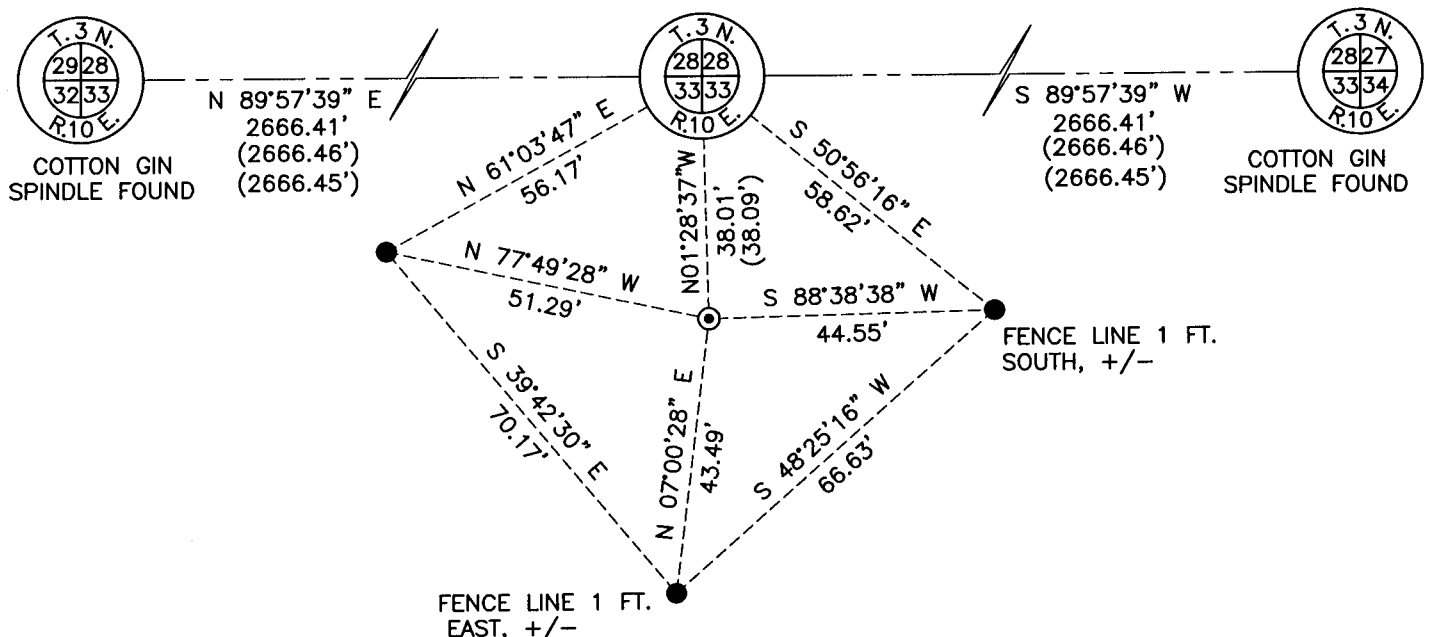 T. 3 N.
29 28
32 33
R.10 E.
COTTON GIN
SPINDLE FOUND
N 89°57'39" E
2666.41'
(2666.46')
(2666.45')
T. 3 N.
28 28
33 33
R.10 E.
S 89°57'39" W
2666.41'
(2666.46')
(2666.45')
T. 3 N.
28 27
33 34
R.10 E.
COTTON GIN
SPINDLE FOUND
N 61°03'47" E
56.17'
N01°28'37"W
38.01'
(38.09')
S 50°56'16" E
58.62'
N 77°49'28" W
51.29'
S 88°38'38" W
44.55'
FENCE LINE 1 FT.
SOUTH, +/-
S 39°42'30" E
70.17'
N 07°00'28" E
43.49'
S 48°25'16" W
66.63'
FENCE LINE 1 FT.
EAST, +/-